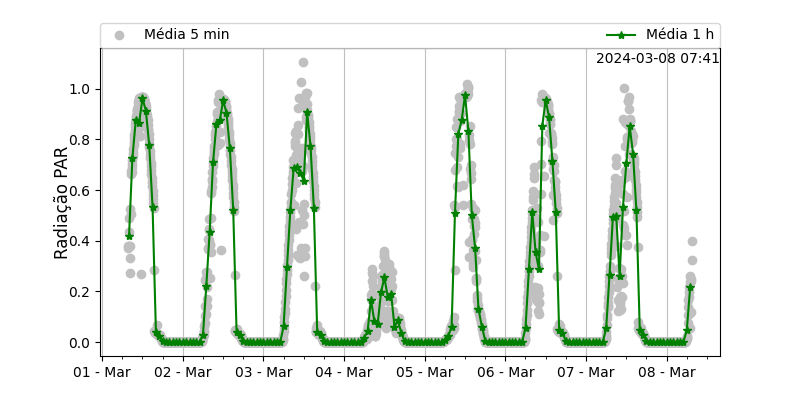 Média 5 min
Média 1 h
2024-03-08 07:41
Radiação PAR
1.0
0.8
0.6
0.4
0.2
0.0
01 - Mar
02 - Mar
03 - Mar
04 - Mar
05 - Mar
06 - Mar
07 - Mar
08 - Mar